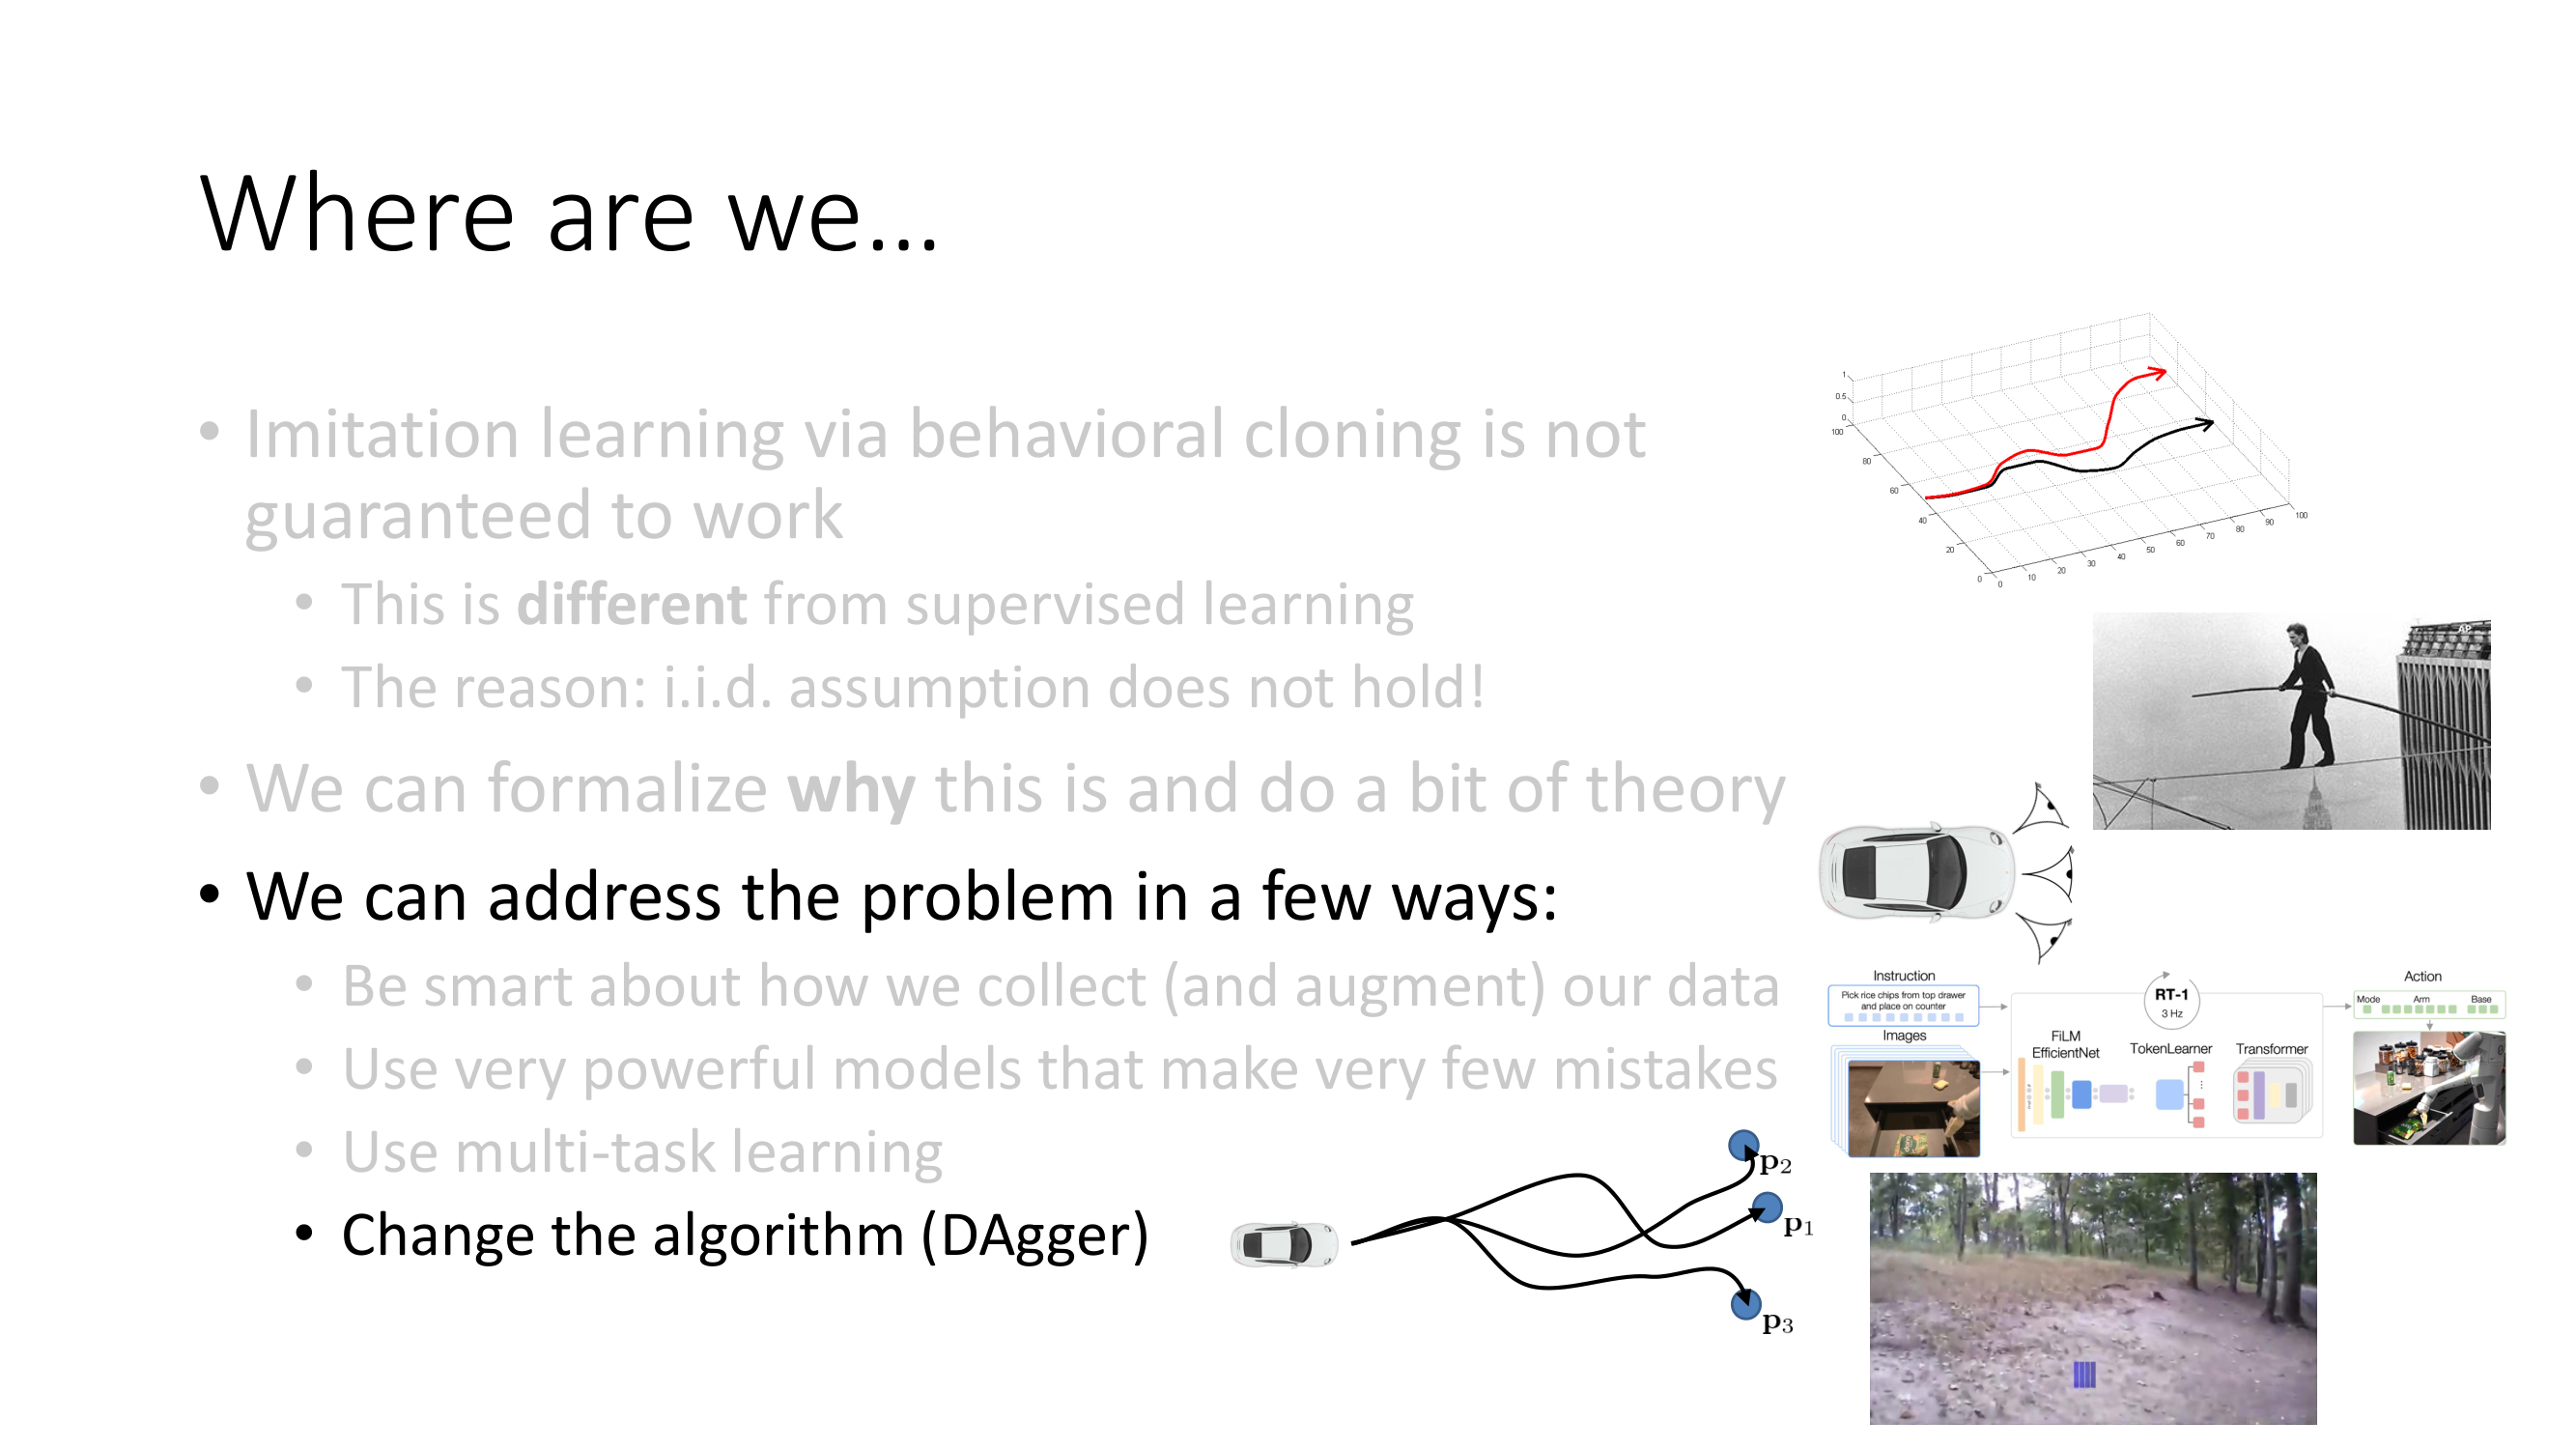 Where are we…
• Imitation learning via behavioral cloning is not
guaranteed to work
• This is different from supervised learning
• The reason: i.i.d. assumption does not hold!
• We can formalize why this is and do a bit of theory
• We can address the problem in a few ways:
• Be smart about how we collect (and augment) our data
• Use very powerful models that make very few mistakes
• Use multi-task learning
• Change the algorithm (DAgger)
1
0.5
0
100
80
60
40
20
0
0
10
20
30
40
50
60
70
80
90
100
AP
Instruction
Pick rice chips from top drawer
and place on counter
Images
RT-1
3 Hz
FiLM
EfficientNet
TokenLearner
Transformer
Action
Mode Arm Base
p2
p1
p3